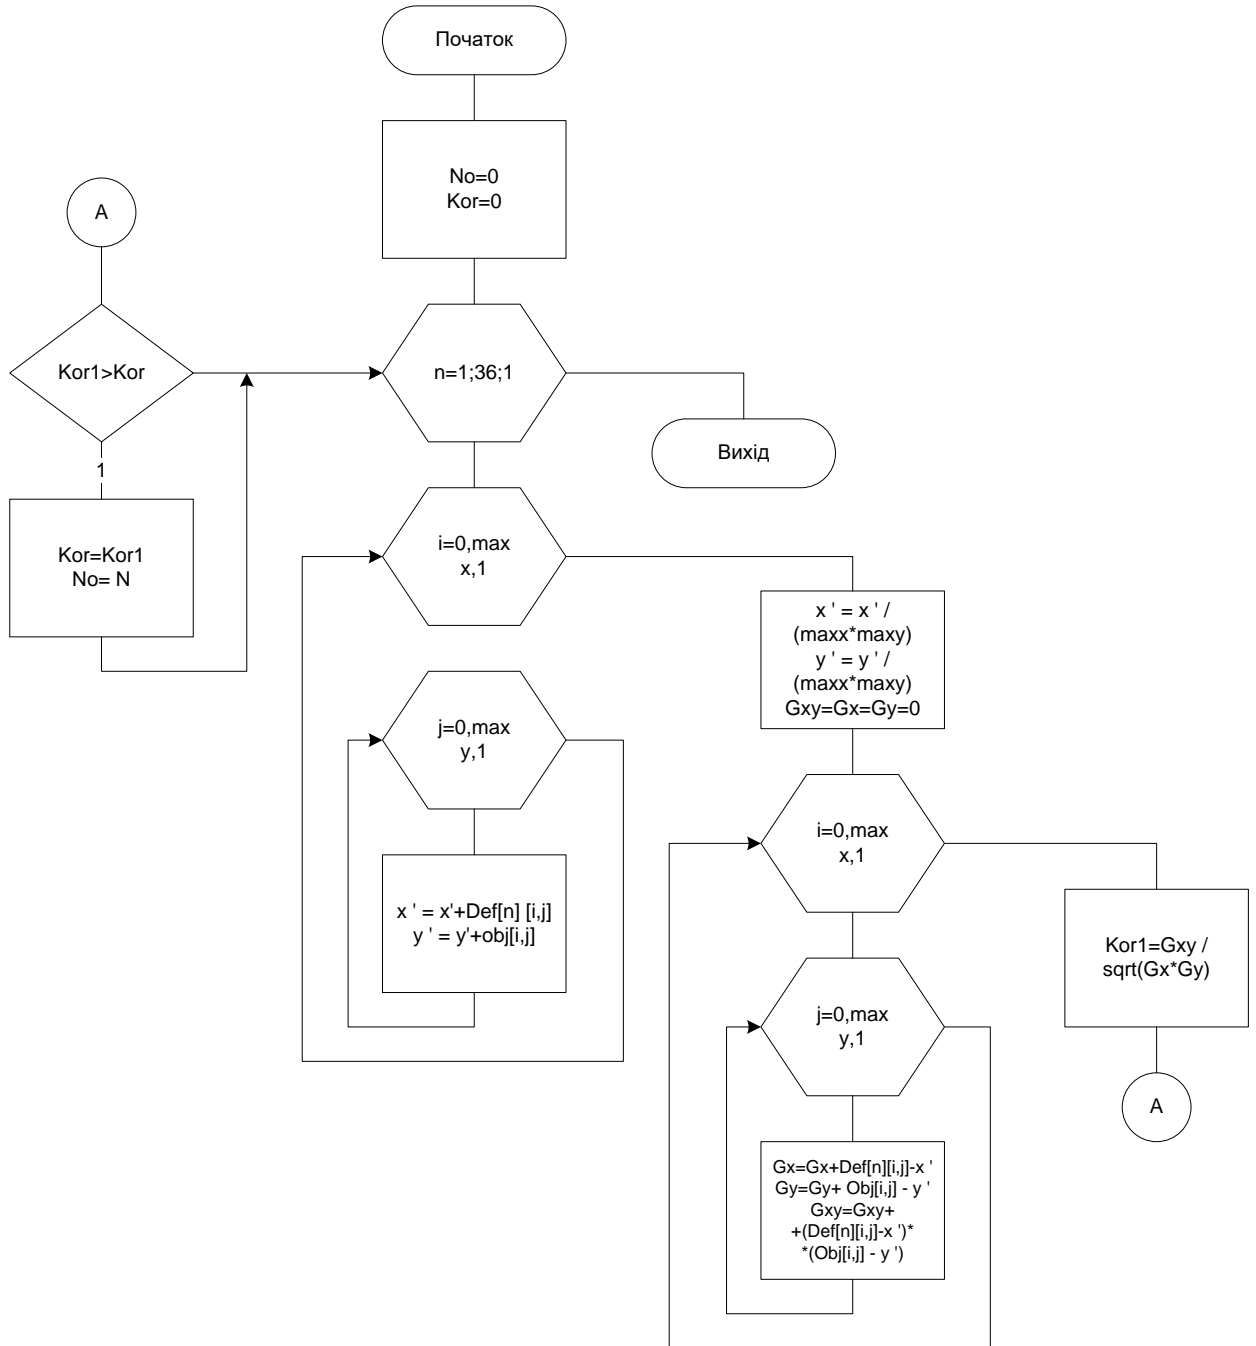 Початок
No=0
Kor=0
A
Kor1>Kor
n=1;36;1
Вихід
1
Kor=Kor1
No= N
i=0,max
x,1
x ' = x ' /
(maxx*maxy)
y ' = y ' /
(maxx*maxy)
Gxy=Gx=Gy=0
j=0,max
y,1
x ' = x'+Def[n] [i,j]
y ' = y'+obj[i,j]
i=0,max
x,1
Kor1=Gxy /
sqrt(Gx*Gy)
j=0,max
y,1
A
Gx=Gx+Def[n][i,j]-x '
Gy=Gy+ Obj[i,j] - y '
Gxy=Gxy+
+(Def[n][i,j]-x ')*
*(Obj[i,j] - y ')